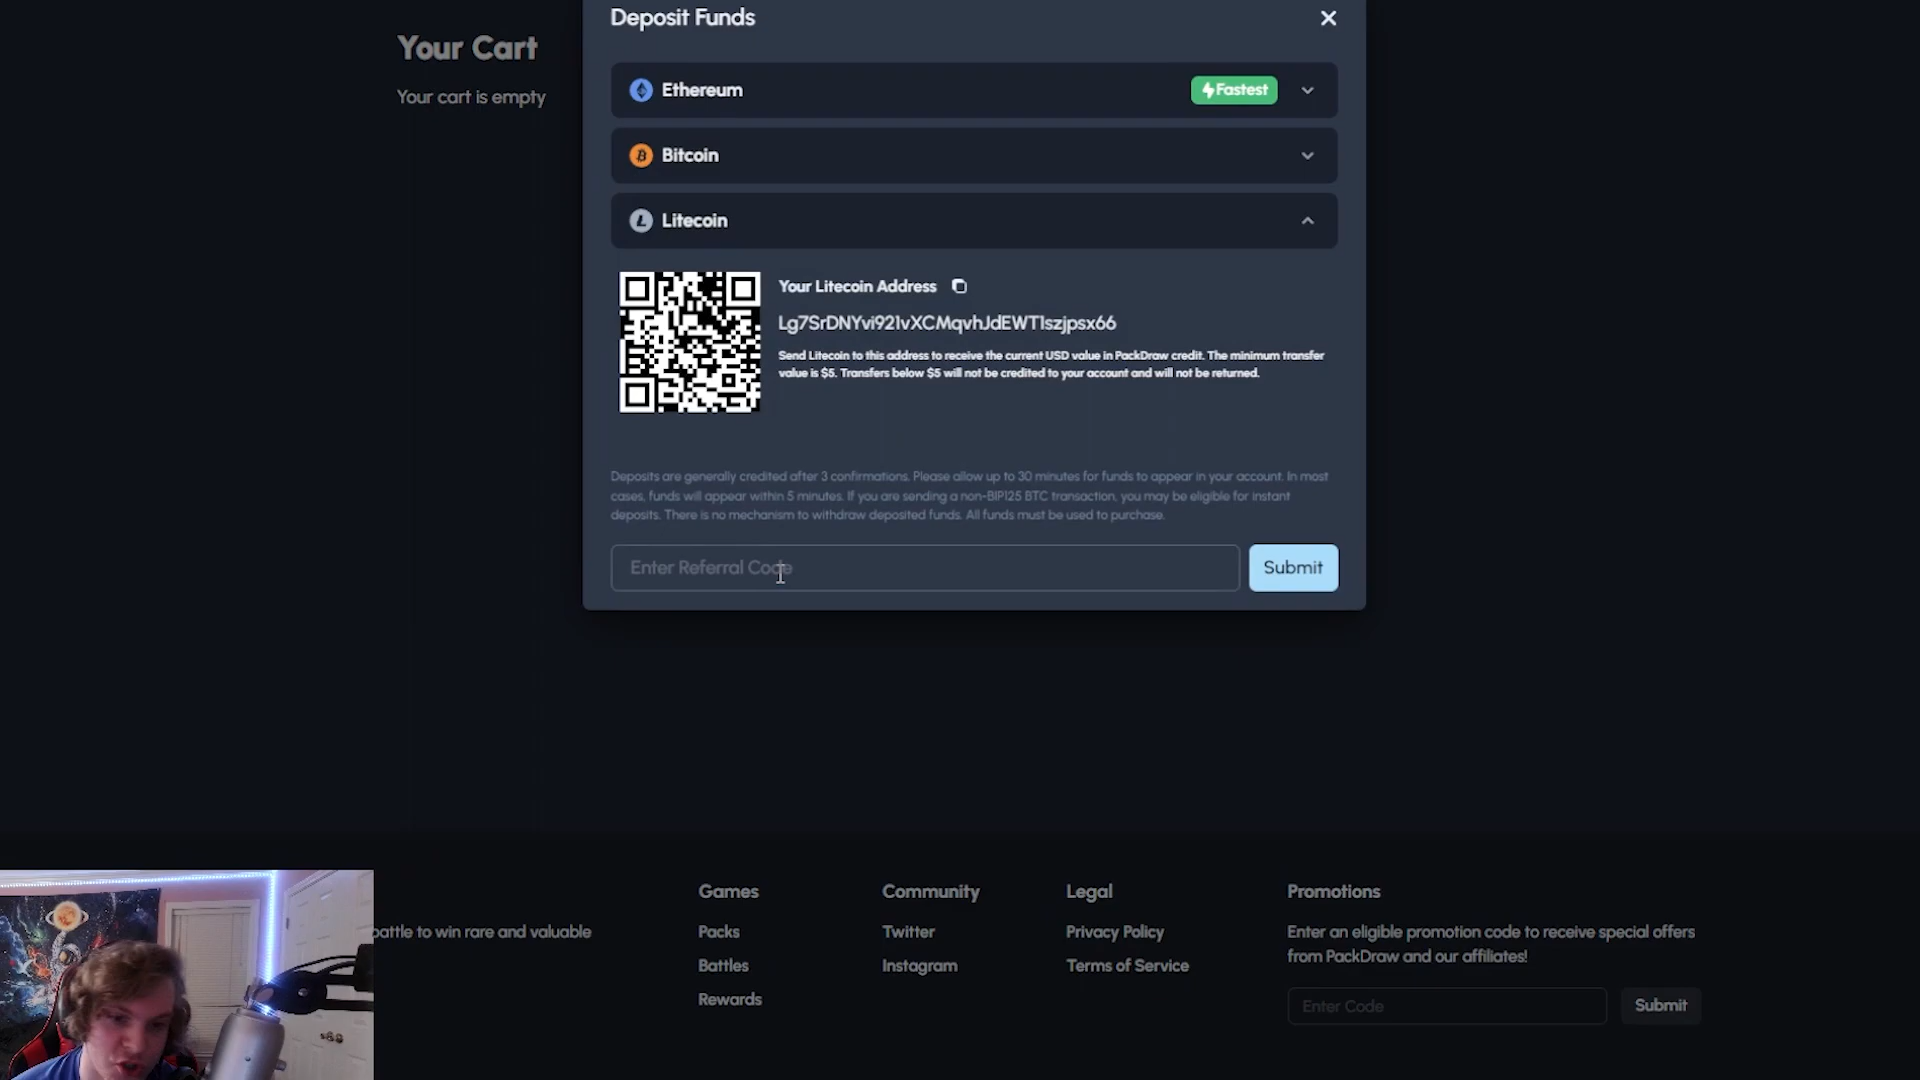 Deposit Funds
Your Cart
Your cart is empty
Ethereum
Fastest
Bitcoin
Litecoin
Your Litecoin Address
Lg7SrDNYvi921vXCMqvhJdEWT1szjpsx66
Send Litecoin to this address to receive the current USD value in PackDraw credit. The minimum transfer
value is $5. Transfers below $5 will not be credited to your account and will not be returned.
Deposits are generally credited after 3 confirmations. Please allow up to 30 minutes for funds to appear in your account. In most
cases, funds will appear within 5 minutes. If you are sending a non-BIP125 BTC transaction, you may be eligible for instant
deposits. There is no mechanism to withdraw deposited funds. All funds must be used to purchase.
Enter Referral Code
Submit
battle to win rare and valuable
Games
Packs
Battles
Rewards
Community
Twitter
Instagram
Legal
Privacy Policy
Terms of Service
Promotions
Enter an eligible promotion code to receive special offers
from PackDraw and our affiliates!
Enter Code
Submit